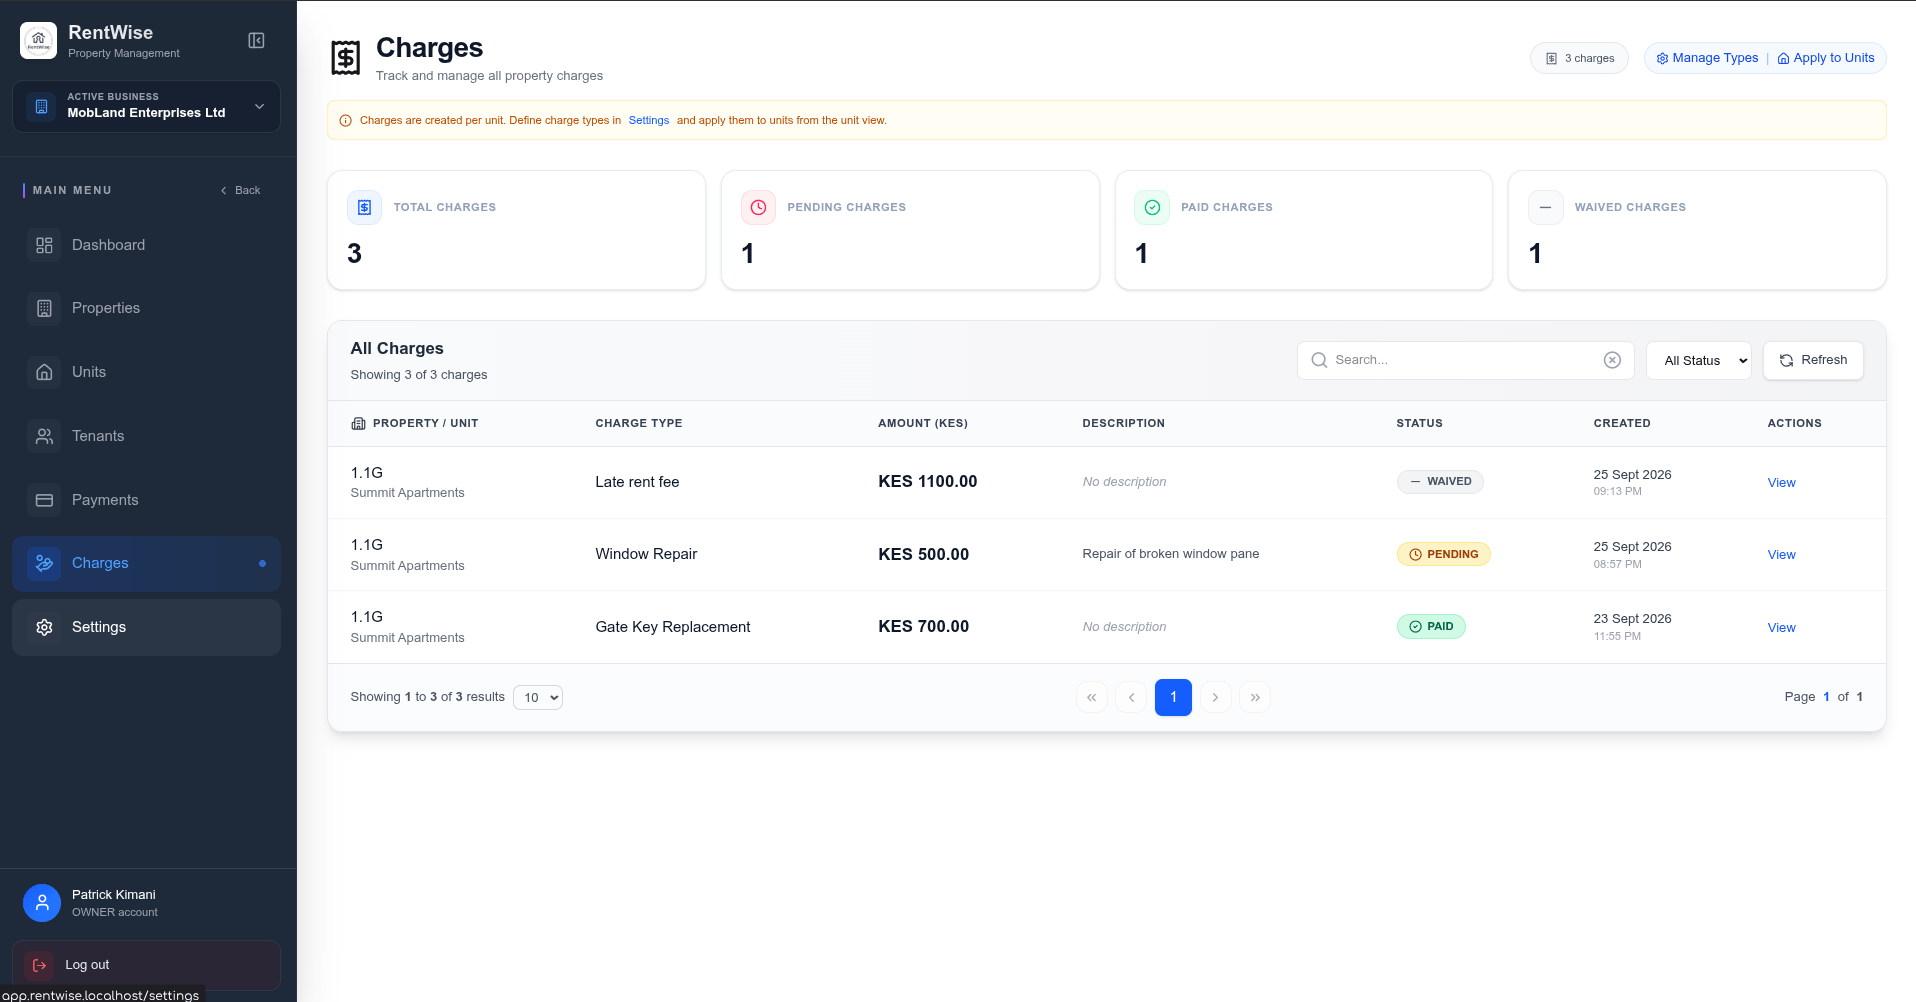 RentWise
Property Management
ACTIVE BUSINESS
MobLand Enterprises Ltd
MAIN MENU
Back
Dashboard
Properties
Units
Tenants
Payments
Charges
Settings
Patrick Kimani
OWNER account
Log out
app.rentwise.localhost/settings
Charges
Track and manage all property charges
3 charges
Manage Types | Apply to Units
Charges are created per unit. Define charge types in Settings and apply them to units from the unit view.
TOTAL CHARGES
3
PENDING CHARGES
1
PAID CHARGES
1
WAIVED CHARGES
1
All Charges
Showing 3 of 3 charges
Search...
All Status
Refresh
PROPERTY / UNIT CHARGE TYPE AMOUNT (KES) DESCRIPTION STATUS CREATED ACTIONS
1.1G
Summit Apartments
Late rent fee
KES 1100.00
No description
WAIVED
25 Sept 2026
09:13 PM
View
1.1G
Summit Apartments
Window Repair
KES 500.00
Repair of broken window pane
PENDING
25 Sept 2026
08:57 PM
View
1.1G
Summit Apartments
Gate Key Replacement
KES 700.00
No description
PAID
23 Sept 2026
11:55 PM
View
Showing 1 to 3 of 3 results 10
« ‹ 1 › »
Page 1 of 1